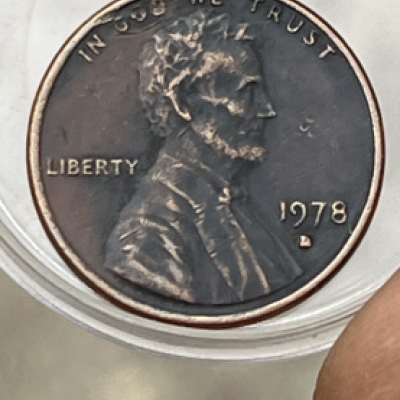 IN GOD WE TRUST
LIBERTY
1978
D